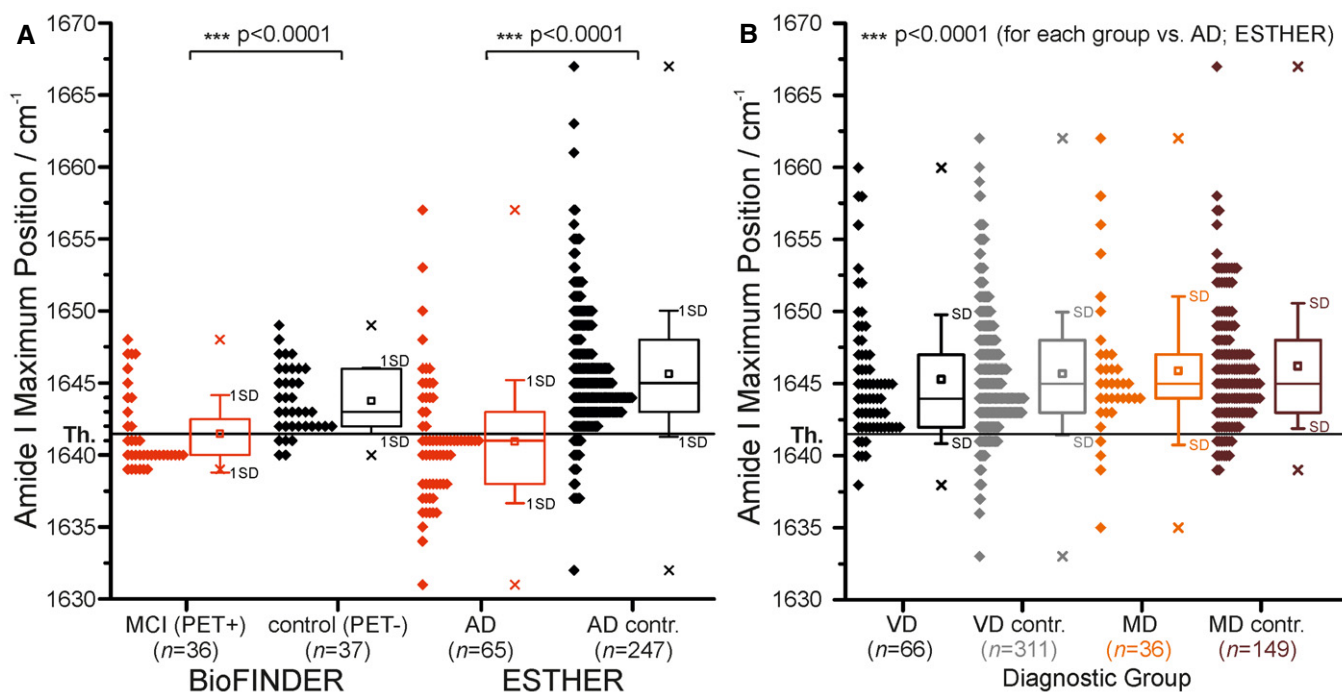 A
*** p<0.0001
*** p<0.0001
Amide I Maximum Position / cm⁻¹
1670
1665
1660
1655
1650
1645
Th.
1640
1635
1630
1SD
1SD
1SD
1SD
1SD
1SD
1SD
1SD
MCI (PET+)
(n=36)
control (PET-)
(n=37)
AD
(n=65)
AD contr.
(n=247)
BioFINDER
ESTHER
B
*** p<0.0001 (for each group vs. AD; ESTHER)
Amide I Maximum Position / cm⁻¹
1670
1665
1660
1655
1650
1645
Th.
1640
1635
1630
SD
SD
SD
SD
SD
SD
SD
SD
VD
(n=66)
VD contr.
(n=311)
MD
(n=36)
MD contr.
(n=149)
Diagnostic Group